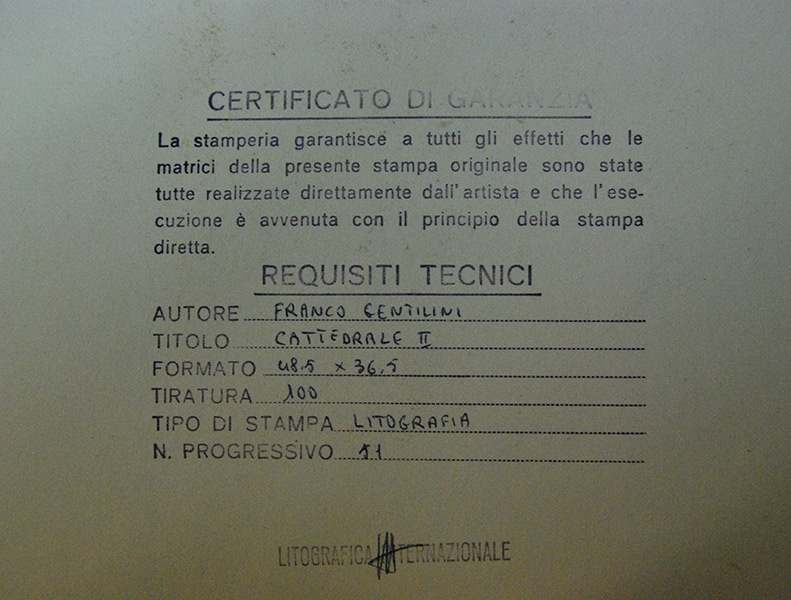 CERTIFICATO DI GARANZIA
La stamperia garantisce a tutti gli effetti che le
matrici della presente stampa originale sono state
tutte realizzate direttamente dall'artista e che l'ese-
cuzione è avvenuta con il principio della stampa
diretta.
REQUISITI TECNICI
AUTORE FRANCO GENTILINI
TITOLO CATTEDRALE II
FORMATO 48.5 x 36,5
TIRATURA 100
TIPO DI STAMPA LITOGRAFIA
N. PROGRESSIVO
LITOGRAFICA INTERNAZIONALE